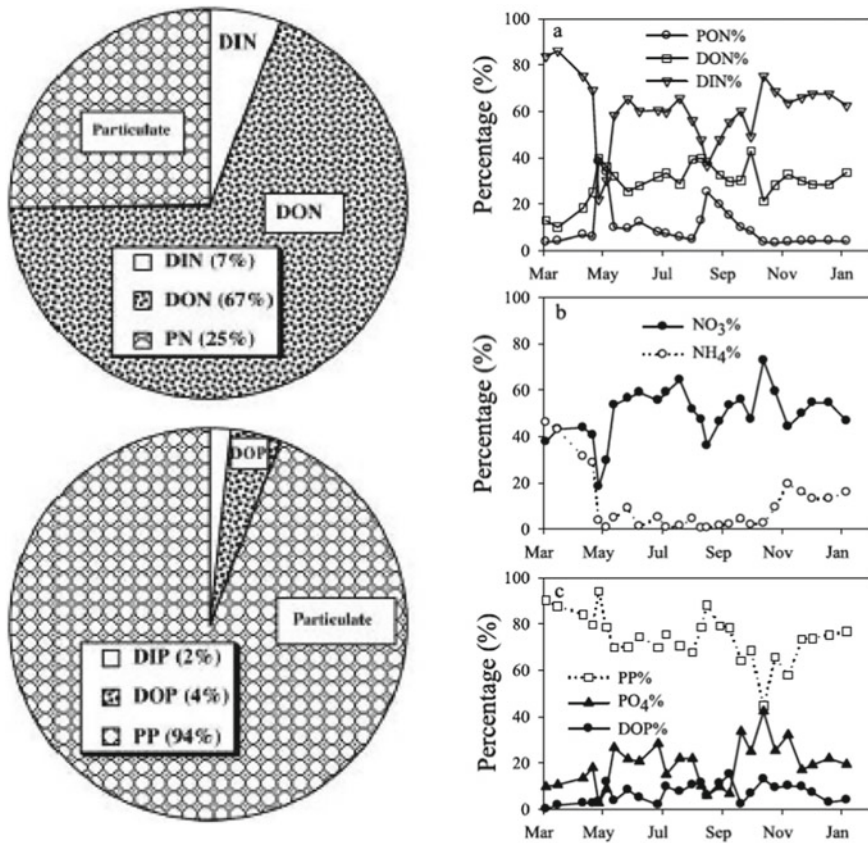 DIN
Particulate
DON
DIN (7%)
DON (67%)
PN (25%)
DOP
Particulate
DIP (2%)
DOP (4%)
PP (94%)
100
80
60
40
20
0
Percentage (%)
a
PON%
DON%
DIN%
Mar May Jul Sep Nov Jan
100
80
60
40
20
0
Percentage (%)
b
NO3%
NH4%
Mar May Jul Sep Nov Jan
100
80
60
40
20
0
Percentage (%)
c
PP%
PO4%
DOP%
Mar May Jul Sep Nov Jan